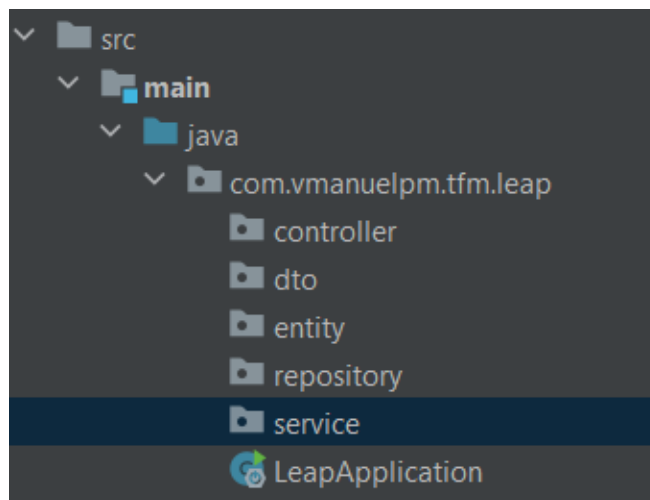 src
main
java
com.vmanuelpm.tfm.leap
controller
dto
entity
repository
service
LeapApplication